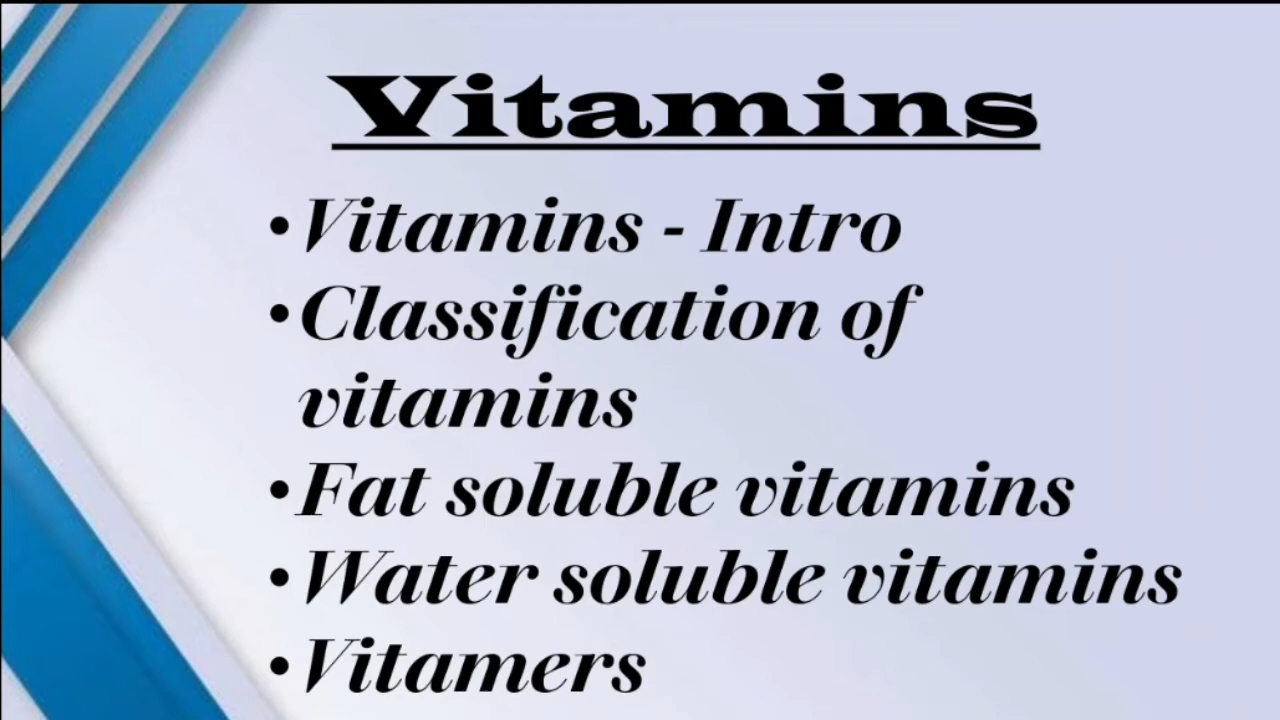 Vitamins
•Vitamins - Intro
•Classification of
vitamins
•Fat soluble vitamins
•Water soluble vitamins
•Vitamers